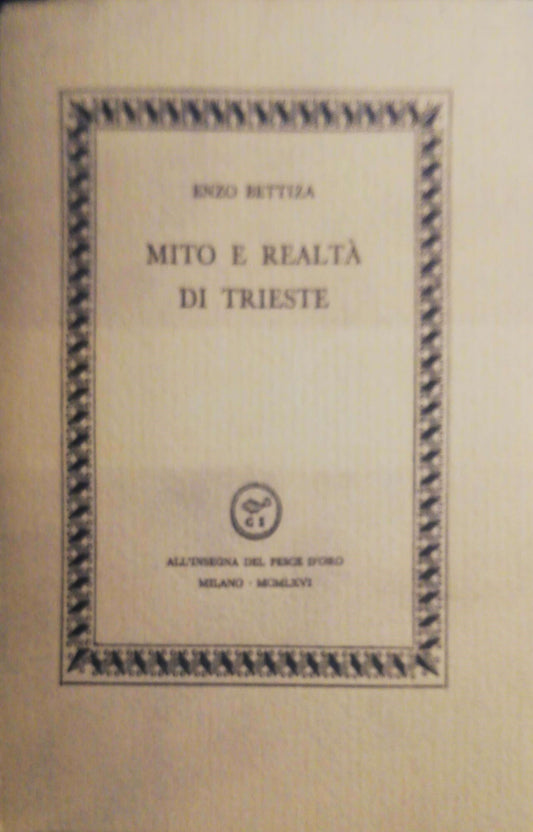 ENZO BETTIZA
MITO E REALTÀ
DI TRIESTE
ALL'INSEGNA DEL PESCE D'ORO
MILANO · MCMLXVI